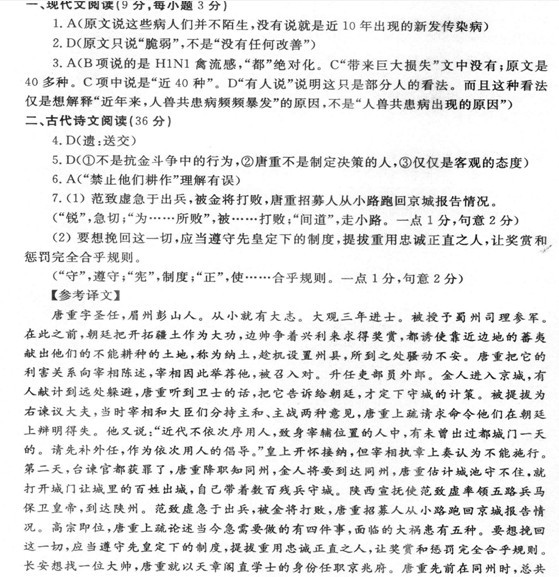 一、现代文阅读(9分,每小题3分)
1. A(原文说这些病人们并不陌生,没有说就是近10年出现的新发传染病)
2. D(原文只说“脆弱”,不是“没有任何改善”)
3. A(B项说的是H1N1禽流感,“都”绝对化。C“带来巨大损失”文中没有;原文是
40多种。C项中说是“近40种”。D“有人说”说明这只是部分人的看法。而且这种看法
仅是想解释“近年来,人兽共患病频频暴发”的原因,不是“人兽共患病出现的原因”)
二、古代诗文阅读(36分)
4. D(遗:送交)
5. D(①不是抗金斗争中的行为,②唐重不是制定决策的人,③仅仅是客观的态度)
6. A(“禁止他们耕作”理解有误)
7. (1) 范致虚急于出兵,被金将打败,唐重招募人从小路跑回京城报告情况。
(“锐”,急切;“为……所败”,被……打败;“间道”,走小路。一点1分,句意2分)
(2) 要想挽回这一切,应当遵守先皇定下的制度,提拔重用忠诚正直之人,让奖赏和
惩罚完全合乎规则。
(“守”,遵守;“宪”,制度;“正”,使……合乎规则。一点1分,句意2分)
【参考译文】
唐重字圣任,眉州彭山人。从小就有大志。大观三年进士。被授予蜀州司理参军。
在此之前,朝廷把开拓疆土作为大功,边帅争着兴利来求得奖赏,都诱使靠近边地的蕃夷
献出他们的不能耕种的土地,称为纳土,趁机设置州县,所到之处骚动不安。唐重把它的
利害关系向宰相陈述,宰相因此举荐他,被召入对。升任吏部员外郎。金人进入京城,有
人献计到远处躲避,唐重听到卫士的话,把它告诉给朝廷,才定下守城的计策。被提拔为
右谏议大夫,当时宰相和大臣们分持主和、主战两种意见,唐重上疏请求命令他们在朝廷
上辨明得失。他又说:“近代不依次序用人,致身宰辅位置的人中,有未曾出过都城门一天
的。请先补外任,作为依次用人的倡导。”皇上开怀接纳,但宰相执章上奏认为不能施行。
第二天,台谏官都获罪了,唐重降职知同州,金人将要到达同州,唐重估计城池守不住,就
打开城门让城里的百姓出城,自己带着数百残兵守城。陕西宣抚使范致虚率领五路兵马
保卫皇帝,到达陕州。范致虚急于出兵,被金将打败,唐重招募人从小路跑回京城报告情
况。高宗即位,唐重上疏论述当今急需要做的有四件事,面临的大祸患有五种。要想挽回
这一切,应当遵守先皇定下的制度,提拔重用忠诚正直之人,让奖赏和惩罚完全合乎规则。
长安想找一位大帅,唐重就以天章阁直学士的身份任职京兆府。唐重先前在同州时,总共